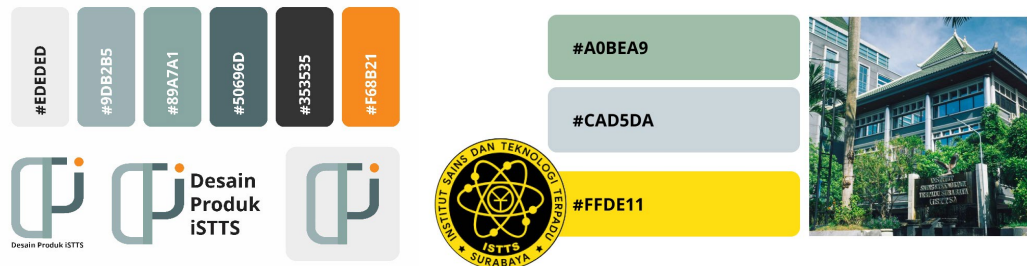 #EDEDED
#9DB2B5
#89A7A1
#50696D
#353535
#F68B21
Desain Produk iSTTS
Desain
Produk
iSTTS
#A0BEA9
#CAD5DA
#FFDE11
INSTITUT SAINS DAN TEKNOLOGI TERPADU
iSTTS
★ SURABAYA ★